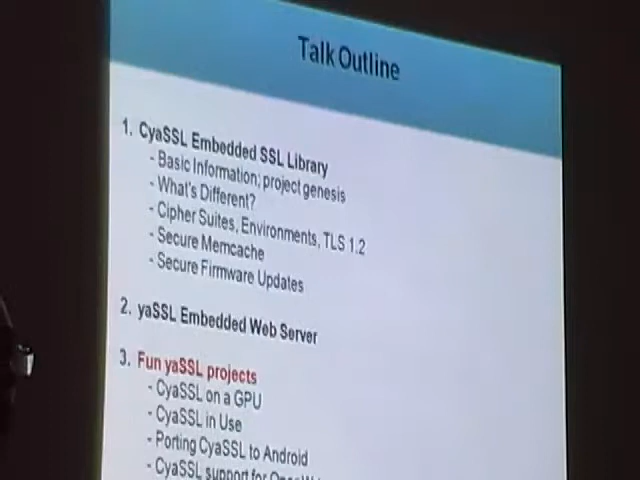 Talk Outline
1. CyaSSL Embedded SSL Library
- Basic Information; project genesis
- What's Different?
- Cipher Suites, Environments, TLS 1.2
- Secure Memcache
- Secure Firmware Updates
2. yaSSL Embedded Web Server
3. Fun yaSSL projects
- CyaSSL on a GPU
- CyaSSL in Use
- Porting CyaSSL to Android
- CyaSSL support for